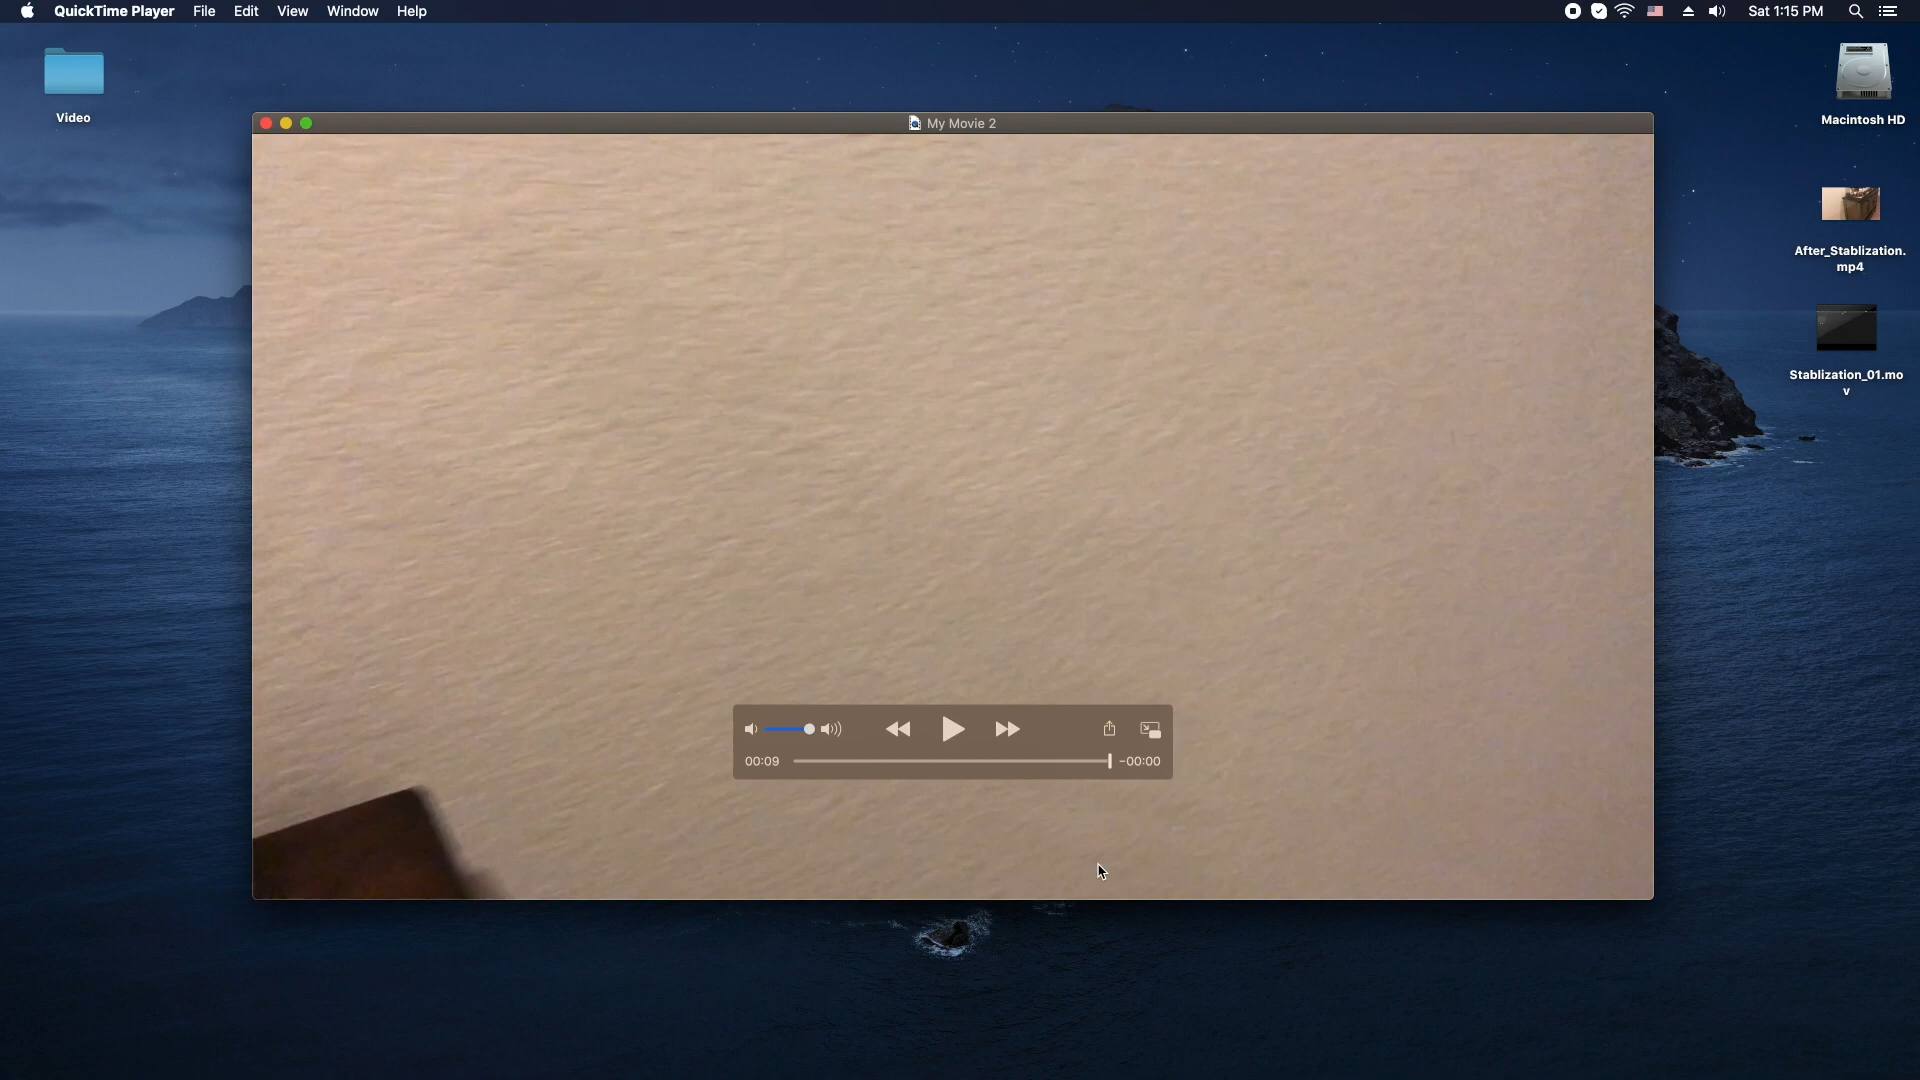 QuickTime Player File Edit View Window Help Sat 1:15 PM
Video
Macintosh HD
My Movie 2
After_Stablization.
mp4
Stablization_01.mo
v
00:09 -00:00